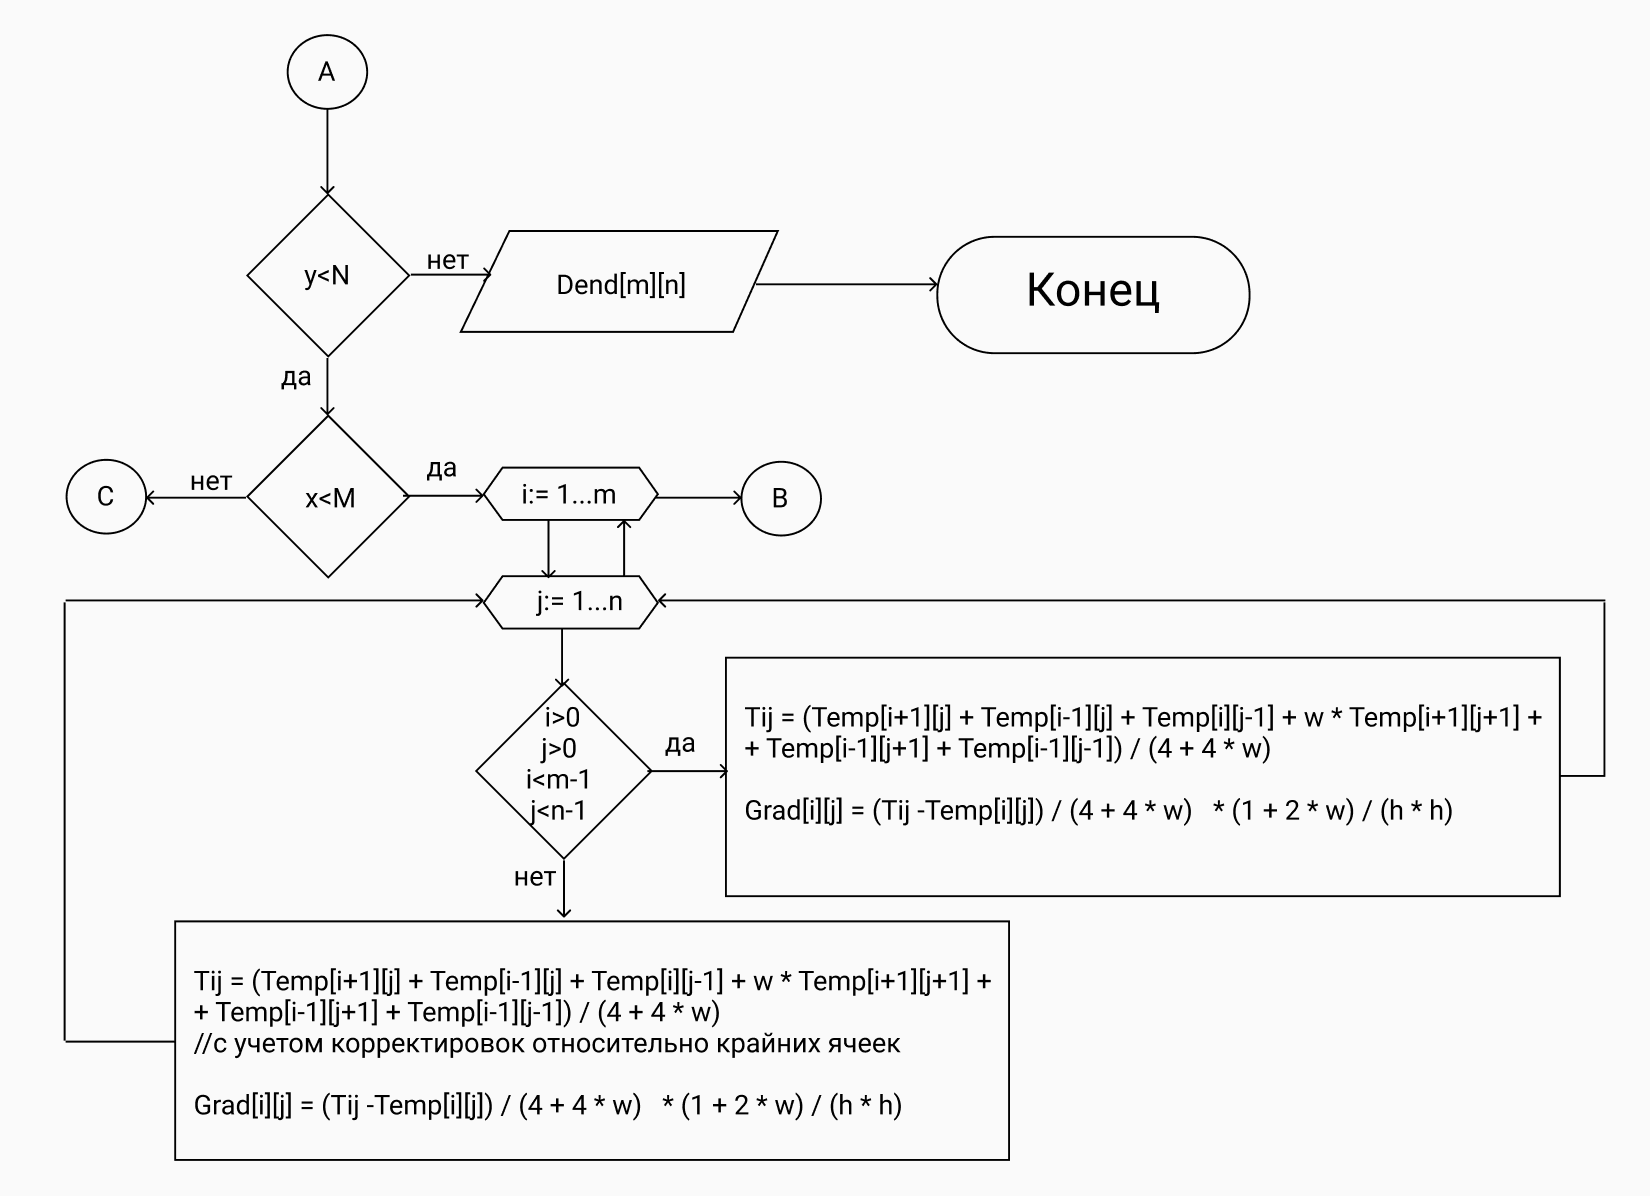 A
y<N
нет
Dend[m][n]
Конец
да
C
нет
x<M
да
i:= 1...m
B
j:= 1...n
i>0
j>0
i<m-1
j<n-1
да
Tij = (Temp[i+1][j] + Temp[i-1][j] + Temp[i][j-1] + w * Temp[i+1][j+1] +
+ Temp[i-1][j+1] + Temp[i-1][j-1]) / (4 + 4 * w)
Grad[i][j] = (Tij -Temp[i][j]) / (4 + 4 * w)   * (1 + 2 * w) / (h * h)
нет
Tij = (Temp[i+1][j] + Temp[i-1][j] + Temp[i][j-1] + w * Temp[i+1][j+1] +
+ Temp[i-1][j+1] + Temp[i-1][j-1]) / (4 + 4 * w)
//с учетом корректировок относительно крайних ячеек
Grad[i][j] = (Tij -Temp[i][j]) / (4 + 4 * w)   * (1 + 2 * w) / (h * h)